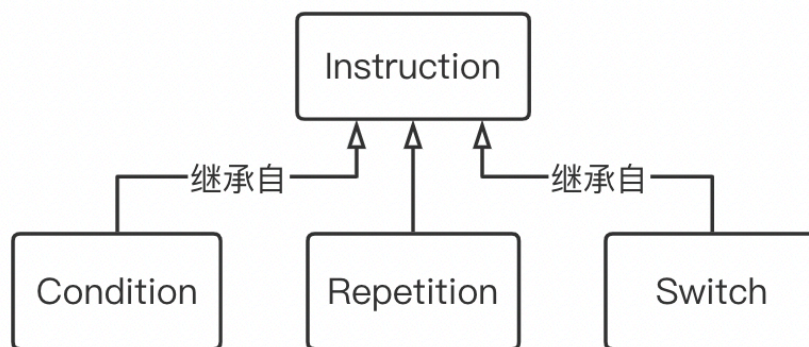 Instruction
继承自
继承自
Condition
Repetition
Switch